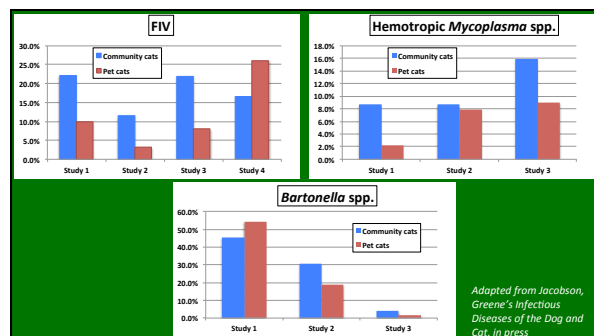 FIV
30.0%
25.0%
20.0%
15.0%
10.0%
5.0%
0.0%
Community cats
Pet cats
Study 1 Study 2 Study 3 Study 4
Hemotropic Mycoplasma spp.
18.0%
16.0%
14.0%
12.0%
10.0%
8.0%
6.0%
4.0%
2.0%
0.0%
Community cats
Pet cats
Study 1 Study 2 Study 3
Bartonella spp.
60.0%
50.0%
40.0%
30.0%
20.0%
10.0%
0.0%
Community cats
Pet cats
Study 1 Study 2 Study 3
Adapted from Jacobson,
Greene's Infectious
Diseases of the Dog and
Cat, in press